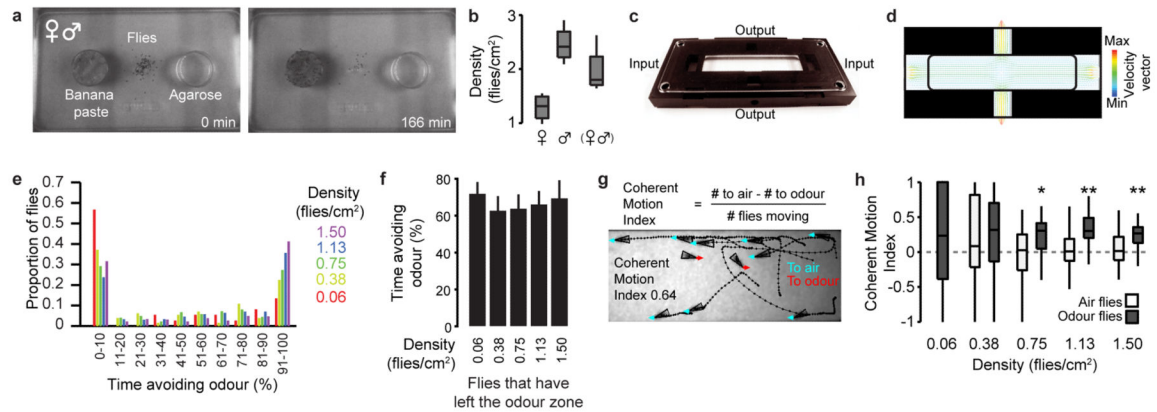 a
♀♂
Flies
Banana
paste
Agarose
0 min
166 min
b
Density
(flies/cm²)
3
2
1
♀
♂
(♀♂)
c
Output
Input
Input
Output
d
Max
Min
Velocity
vector
e
Proportion of flies
0.7
0.6
0.5
0.4
0.3
0.2
0.1
0
0-10
11-20
21-30
31-40
41-50
51-60
61-70
71-80
81-90
91-100
Time avoiding odour (%)
Density
(flies/cm²)
1.50
1.13
0.75
0.38
0.06
f
Time avoiding
odour (%)
80
60
40
20
0
Density
(flies/cm²)
0.06
0.38
0.75
1.13
1.50
Flies that have
left the odour zone
g
Coherent
Motion
Index
=
# to air - # to odour
# flies moving
Coherent
Motion
Index 0.64
To air
To odour
h
Coherent Motion
Index
1
0.5
0
-0.5
-1
* ** **
Air flies
Odour flies
0.06
0.38
0.75
1.13
1.50
Density (flies/cm²)